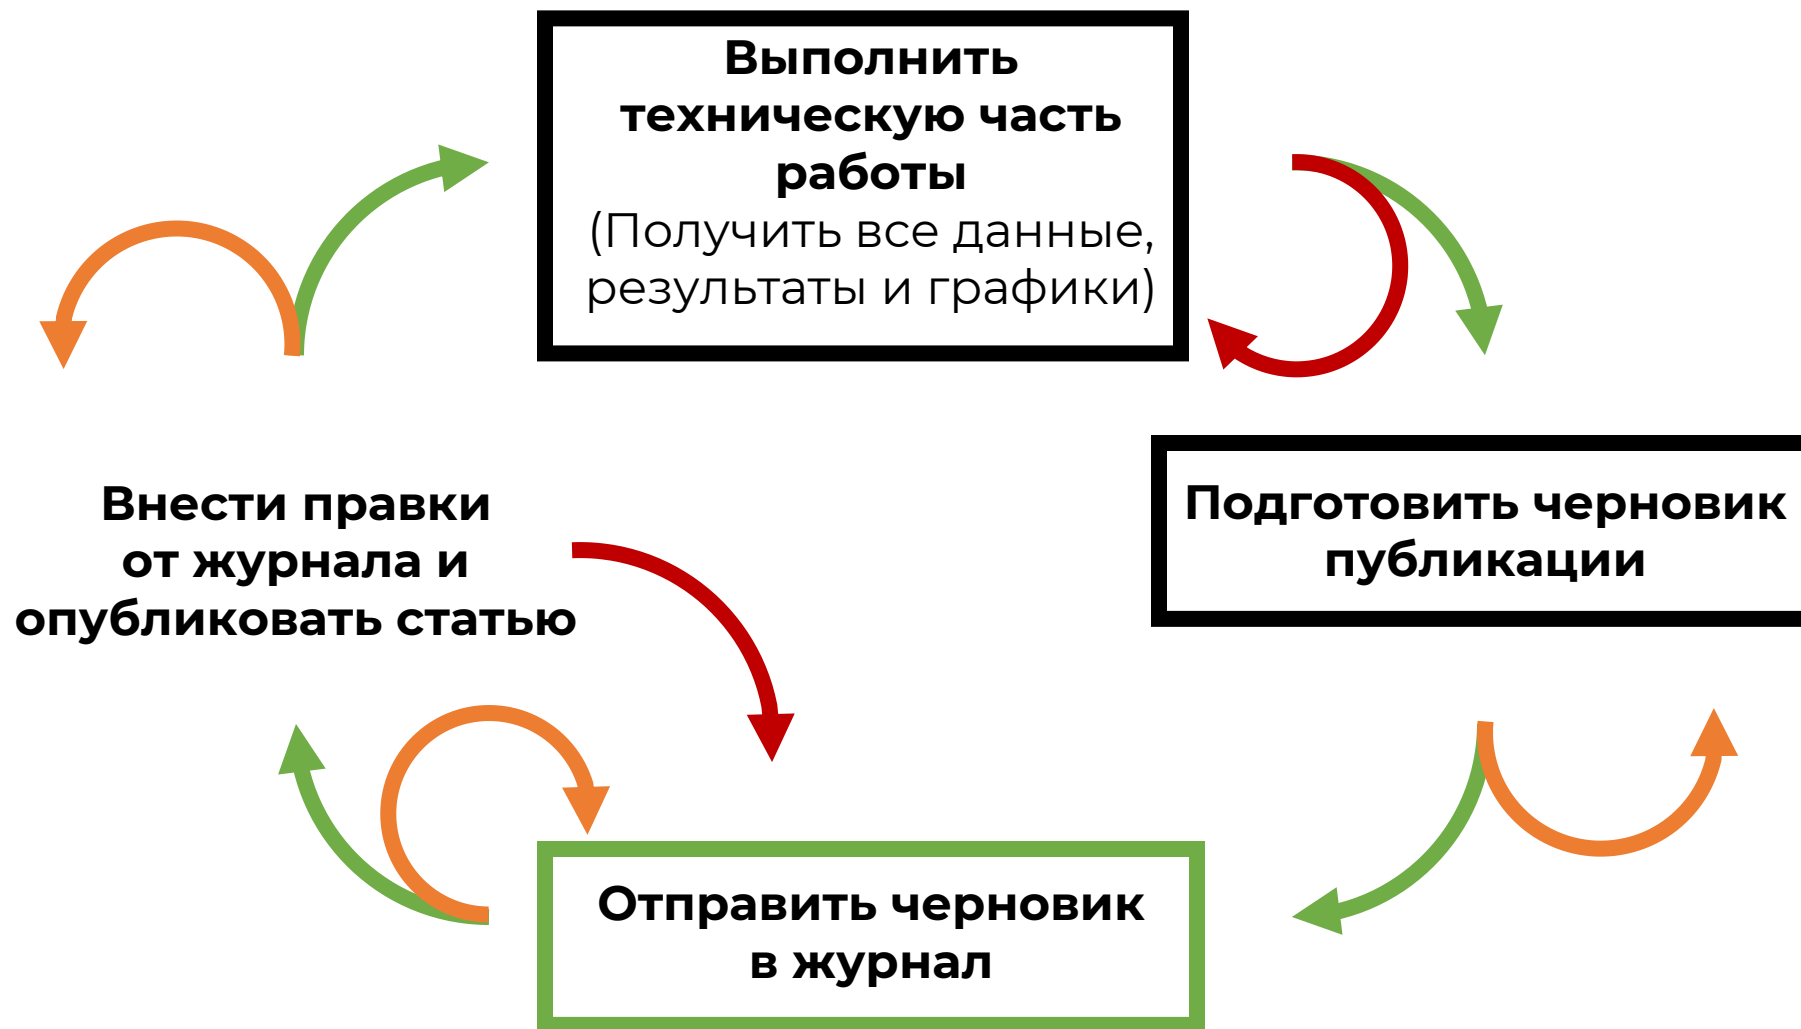 Выполнить
техническую часть
работы
(Получить все данные,
результаты и графики)
Подготовить черновик
публикации
Отправить черновик
в журнал
Внести правки
от журнала и
опубликовать статью